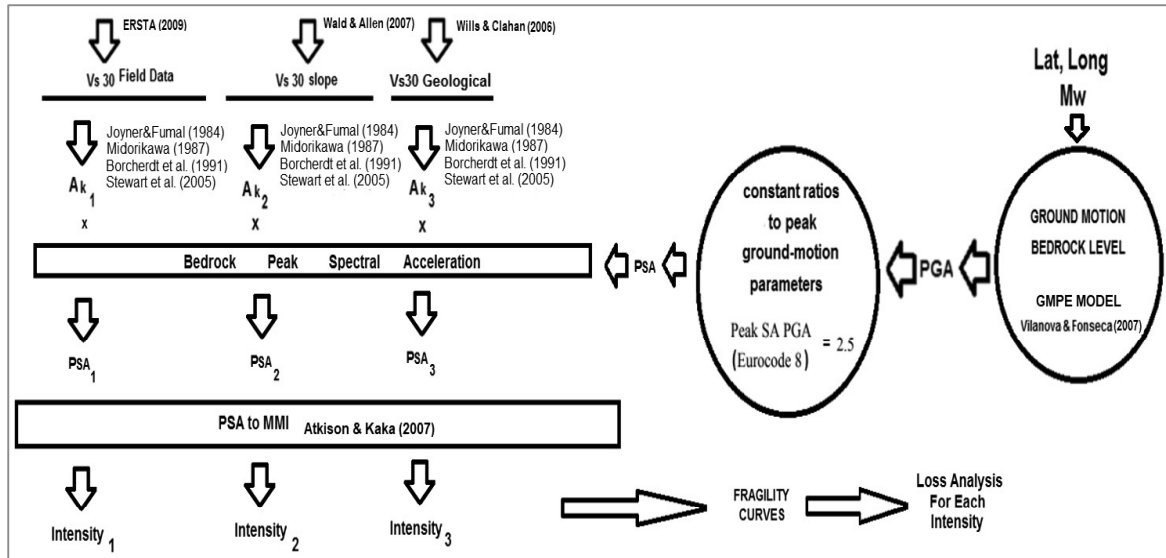 ERSTA (2009)
Wald & Allen (2007)
Wills & Clahan (2006)
Vs 30 Field Data
Vs 30 slope
Vs30 Geological
Joyner&Fumal (1984)
Midorikawa (1987)
Borcherdt et al. (1991)
Stewart et al. (2005)
Joyner&Fumal (1984)
Midorikawa (1987)
Borcherdt et al. (1991)
Stewart et al. (2005)
Joyner&Fumal (1984)
Midorikawa (1987)
Borcherdt et al. (1991)
Stewart et al. (2005)
Ak1
Ak2
Ak3
x
x
x
Bedrock Peak Spectral Acceleration
PSA1
PSA2
PSA3
PSA to MMI Atkison & Kaka (2007)
Intensity 1
Intensity 2
Intensity 3
Lat, Long
Mw
GROUND MOTION
BEDROCK LEVEL
GMPE MODEL
Vilanova & Fonseca (2007)
PGA
constant ratios
to peak
ground-motion
parameters
Peak SA PGA
(Eurocode 8) = 2.5
PSA
FRAGILITY
CURVES
Loss Analysis
For Each
Intensity